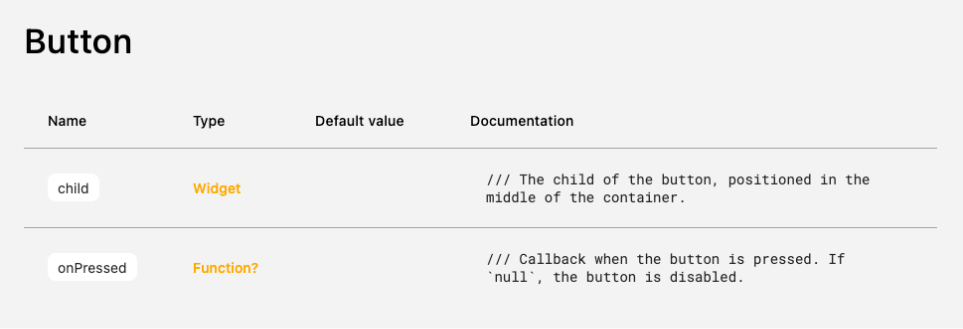 Button
Name Type Default value Documentation
child Widget /// The child of the button, positioned in the
middle of the container.
onPressed Function? /// Callback when the button is pressed. If
`null`, the button is disabled.